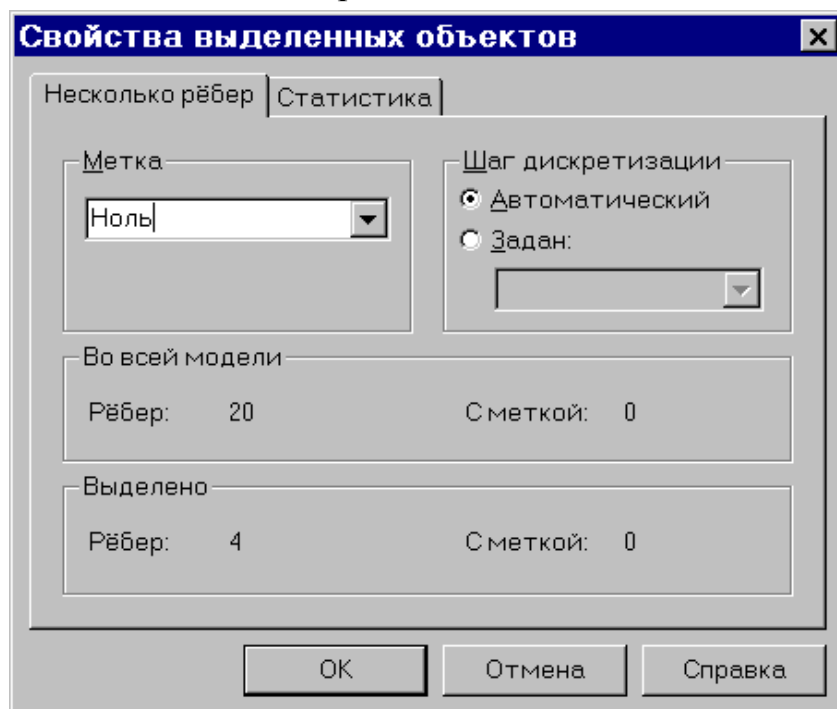 Свойства выделенных объектов
Несколько рёбер Статистика
Метка
Ноль
Шаг дискретизации
Автоматический
Задан:
Во всей модели
Рёбер: 20 С меткой: 0
Выделено
Рёбер: 4 С меткой: 0
OK Отмена Справка